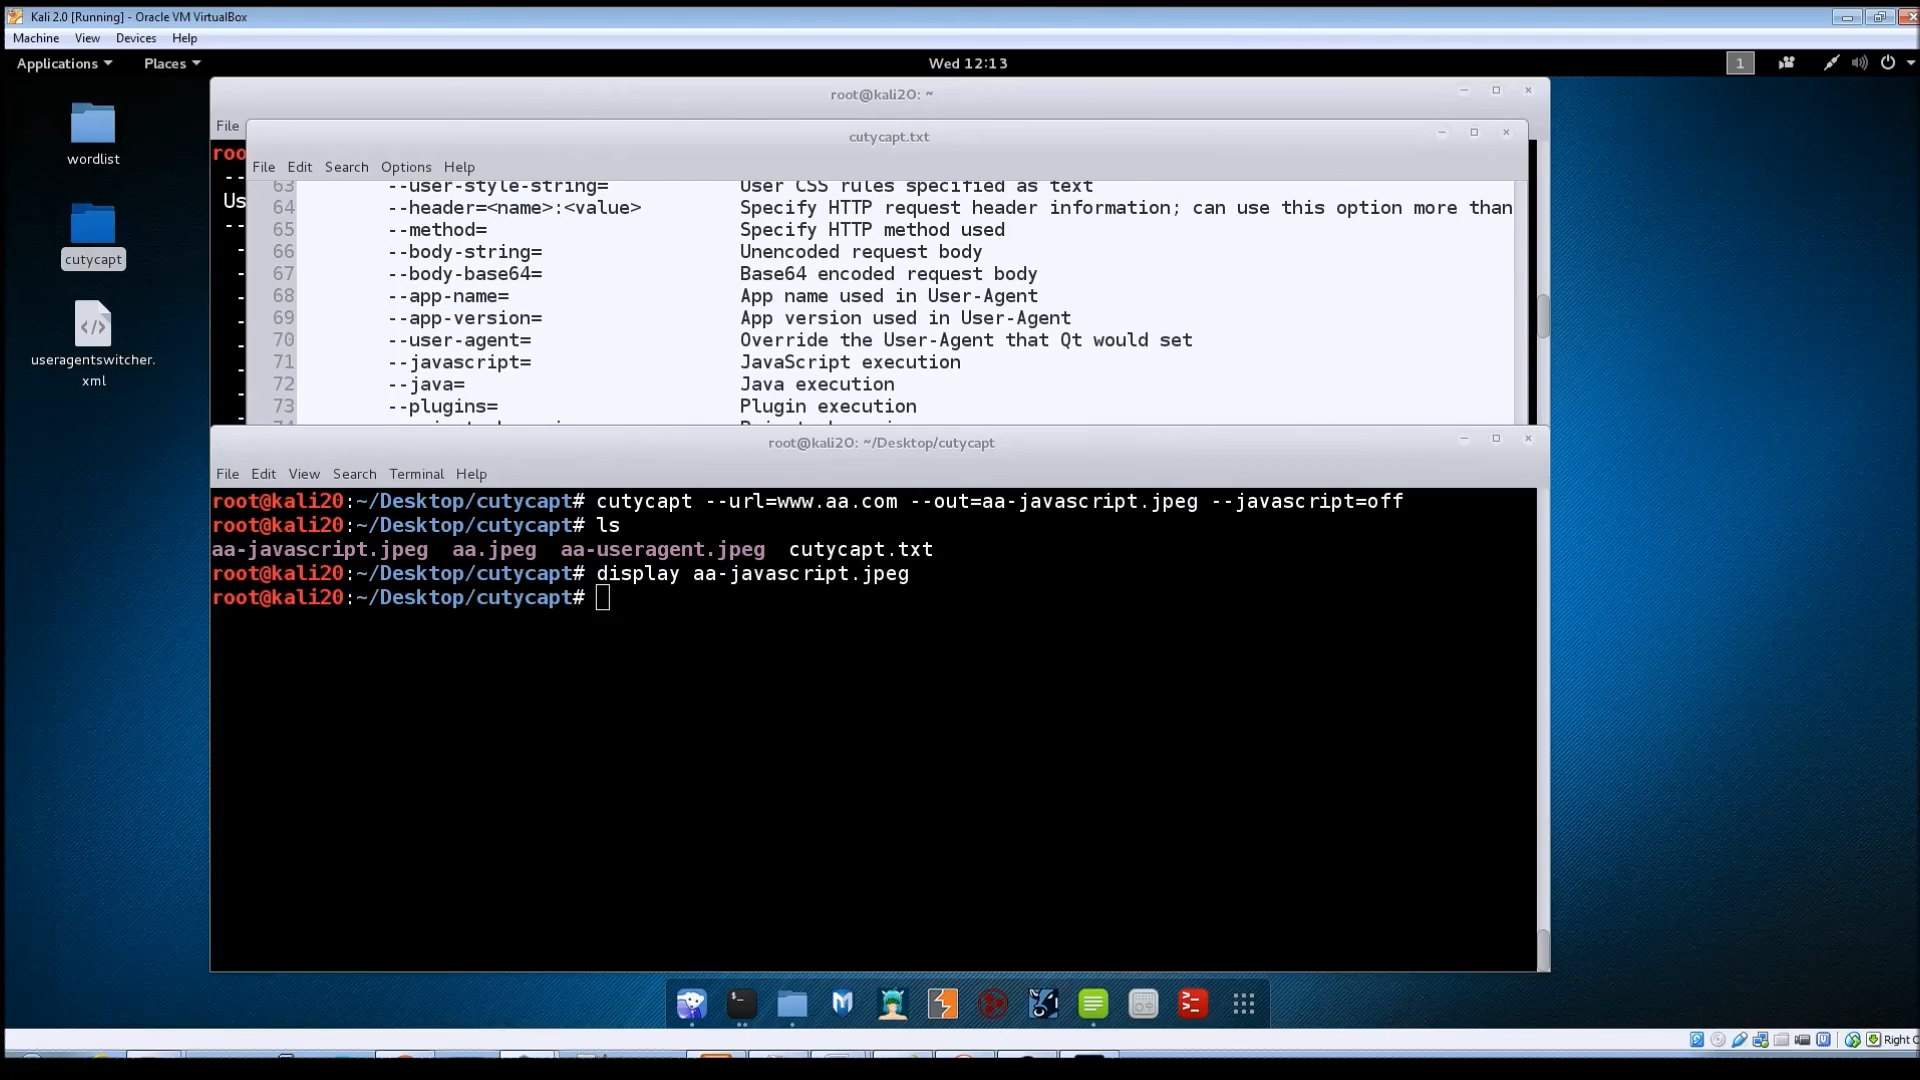 Kali 2.0 [Running] - Oracle VM VirtualBox
Machine View Devices Help
Applications Places Wed 12:13 1
wordlist
cutycapt
useragentswitcher.
xml
root@kali20: ~
File
roo
--
Us
--
cutycapt.txt
File Edit Search Options Help
63 --user-style-string= User CSS rules specified as text
64 --header=<name>:<value> Specify HTTP request header information; can use this option more than
65 --method= Specify HTTP method used
66 --body-string= Unencoded request body
67 --body-base64= Base64 encoded request body
68 --app-name= App name used in User-Agent
69 --app-version= App version used in User-Agent
70 --user-agent= Override the User-Agent that Qt would set
71 --javascript= JavaScript execution
72 --java= Java execution
73 --plugins= Plugin execution
root@kali20: ~/Desktop/cutycapt
File Edit View Search Terminal Help
root@kali20:~/Desktop/cutycapt# cutycapt --url=www.aa.com --out=aa-javascript.jpeg --javascript=off
root@kali20:~/Desktop/cutycapt# ls
aa-javascript.jpeg aa.jpeg aa-useragent.jpeg cutycapt.txt
root@kali20:~/Desktop/cutycapt# display aa-javascript.jpeg
root@kali20:~/Desktop/cutycapt#
Right C